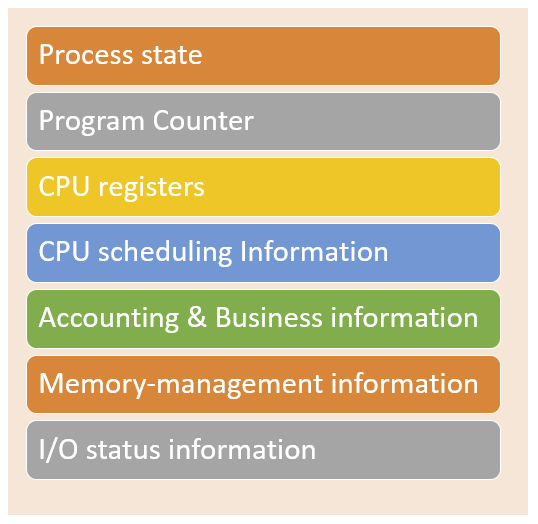 Process state
Program Counter
CPU registers
CPU scheduling Information
Accounting & Business information
Memory-management information
I/O status information